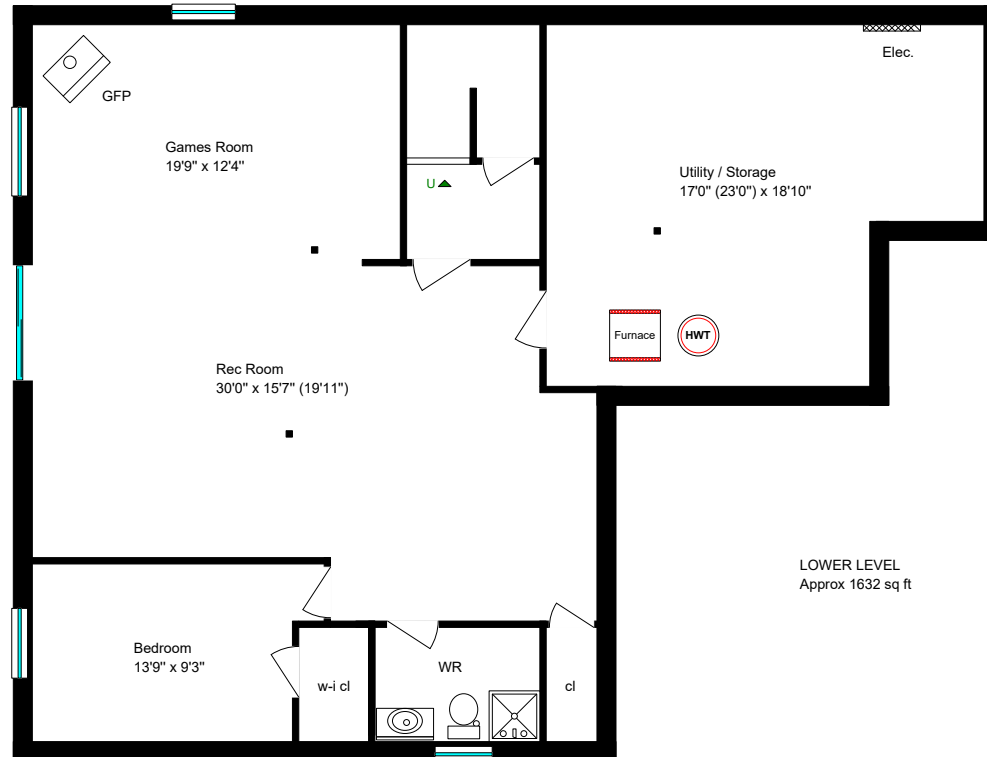 Elec.
GFP
Games Room
19'9" x 12'4"
Utility / Storage
17'0" (23'0") x 18'10"
U
Furnace
HWT
Rec Room
30'0" x 15'7" (19'11")
LOWER LEVEL
Approx 1632 sq ft
Bedroom
13'9" x 9'3"
WR
w-i cl
cl